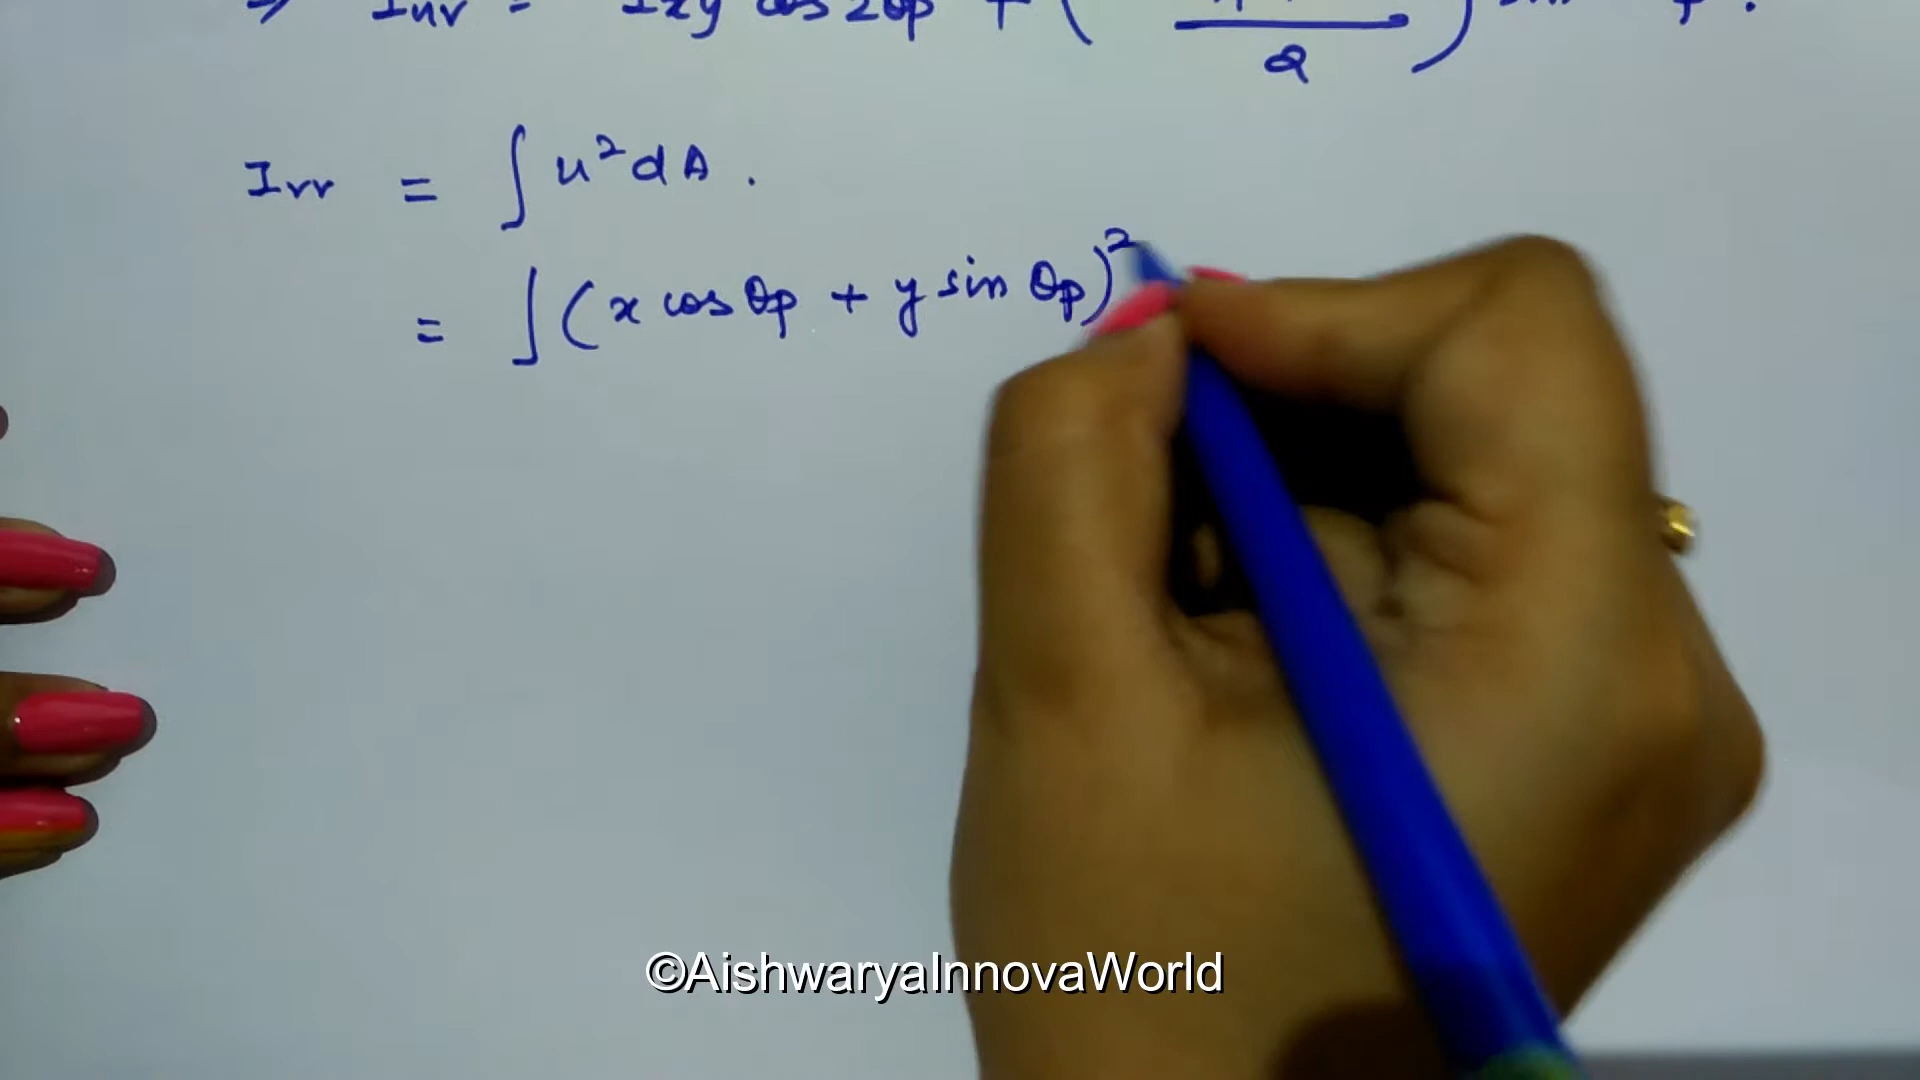 ⇒ Iuv = Ixy cos 2θp + ( / 2 )
Ivv = ∫ u² dA .
= ∫ ( x cos θp + y sin θp )²
©AishwaryaInnovaWorld